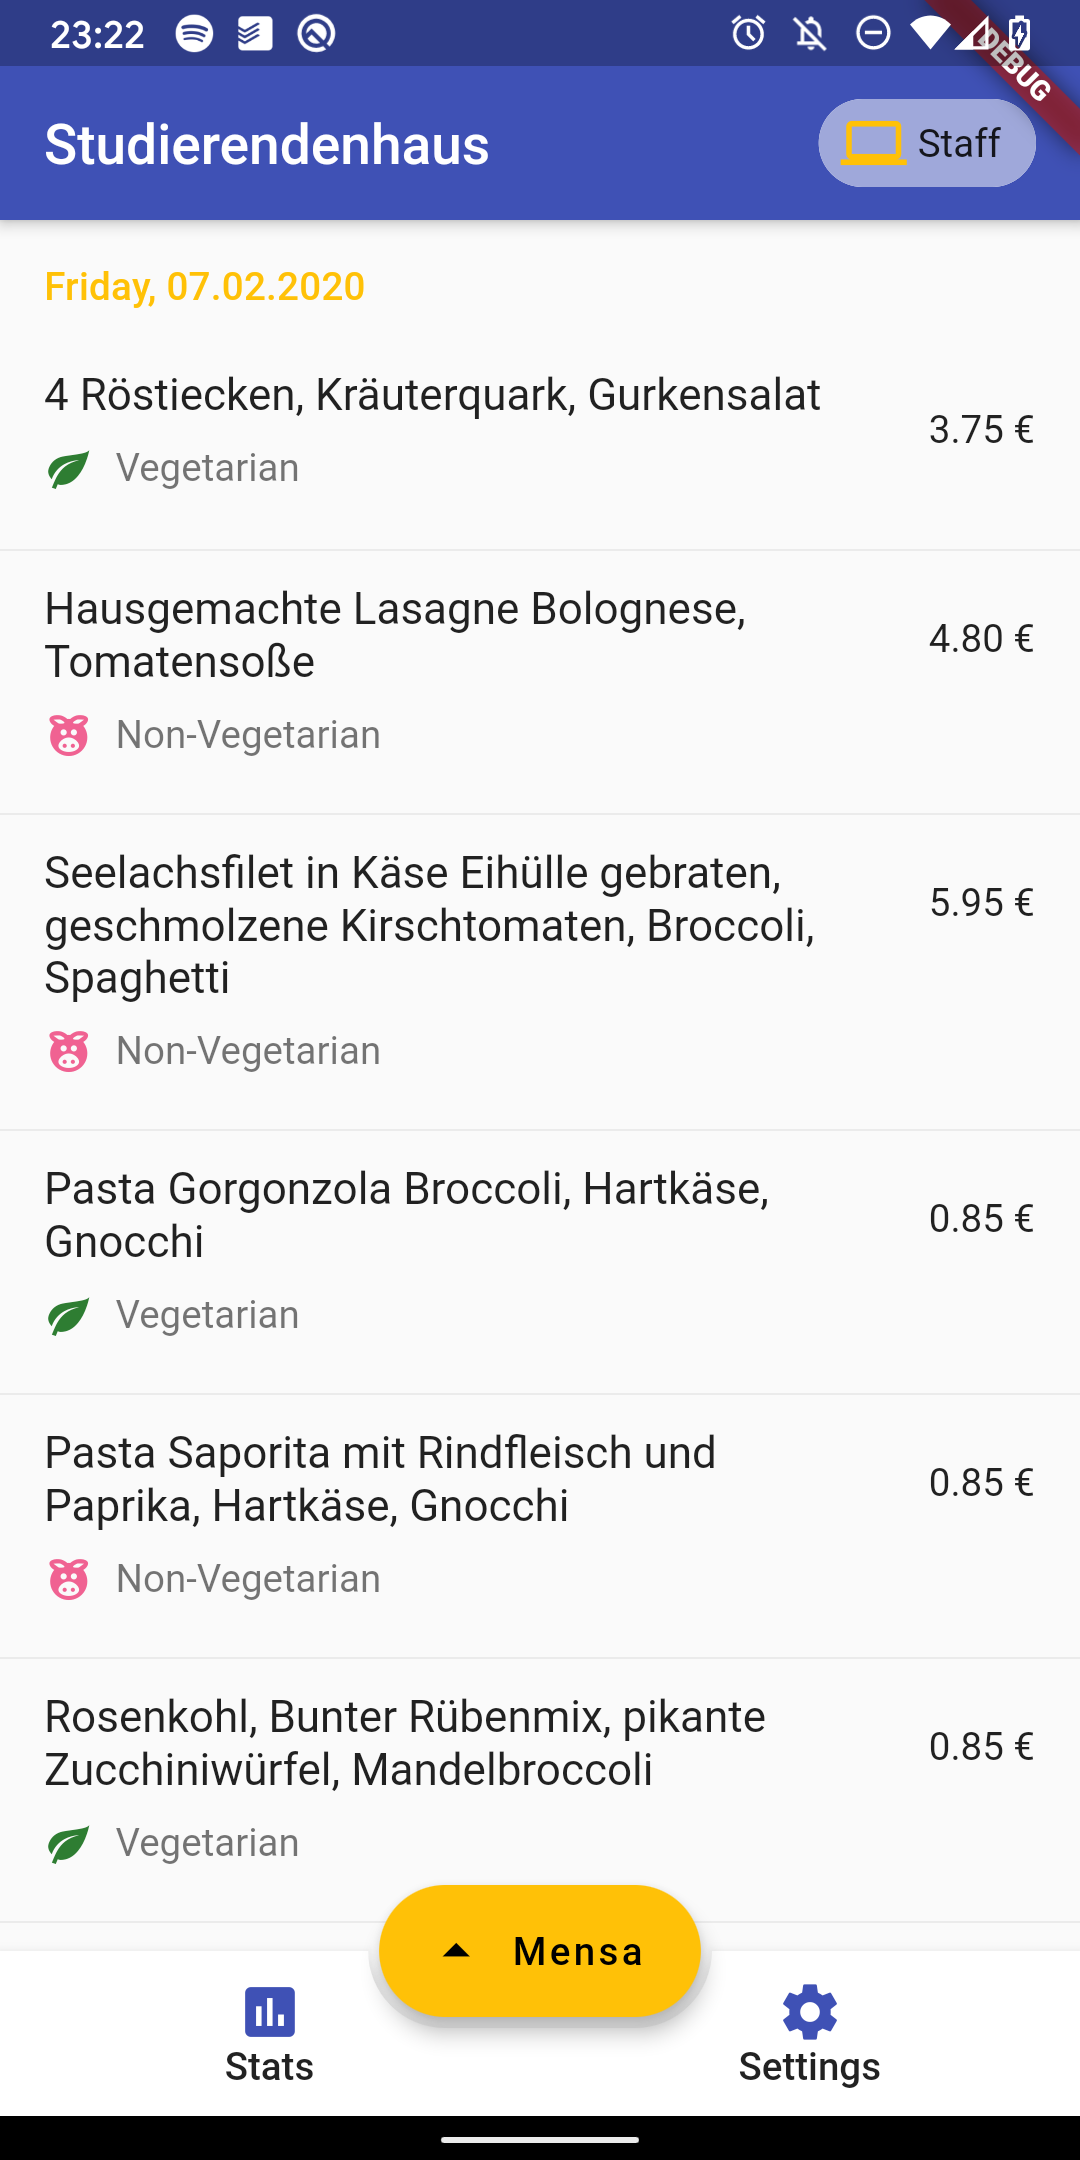 23:22
DEBUG
Studierendenhaus
Staff
Friday, 07.02.2020
4 Röstiecken, Kräuterquark, Gurkensalat
3.75 €
Vegetarian
Hausgemachte Lasagne Bolognese,
Tomatensoße
4.80 €
Non-Vegetarian
Seelachsfilet in Käse Eihülle gebraten,
geschmolzene Kirschtomaten, Broccoli,
Spaghetti
5.95 €
Non-Vegetarian
Pasta Gorgonzola Broccoli, Hartkäse,
Gnocchi
0.85 €
Vegetarian
Pasta Saporita mit Rindfleisch und
Paprika, Hartkäse, Gnocchi
0.85 €
Non-Vegetarian
Rosenkohl, Bunter Rübenmix, pikante
Zucchiniwürfel, Mandelbroccoli
0.85 €
Vegetarian
Mensa
Stats
Settings